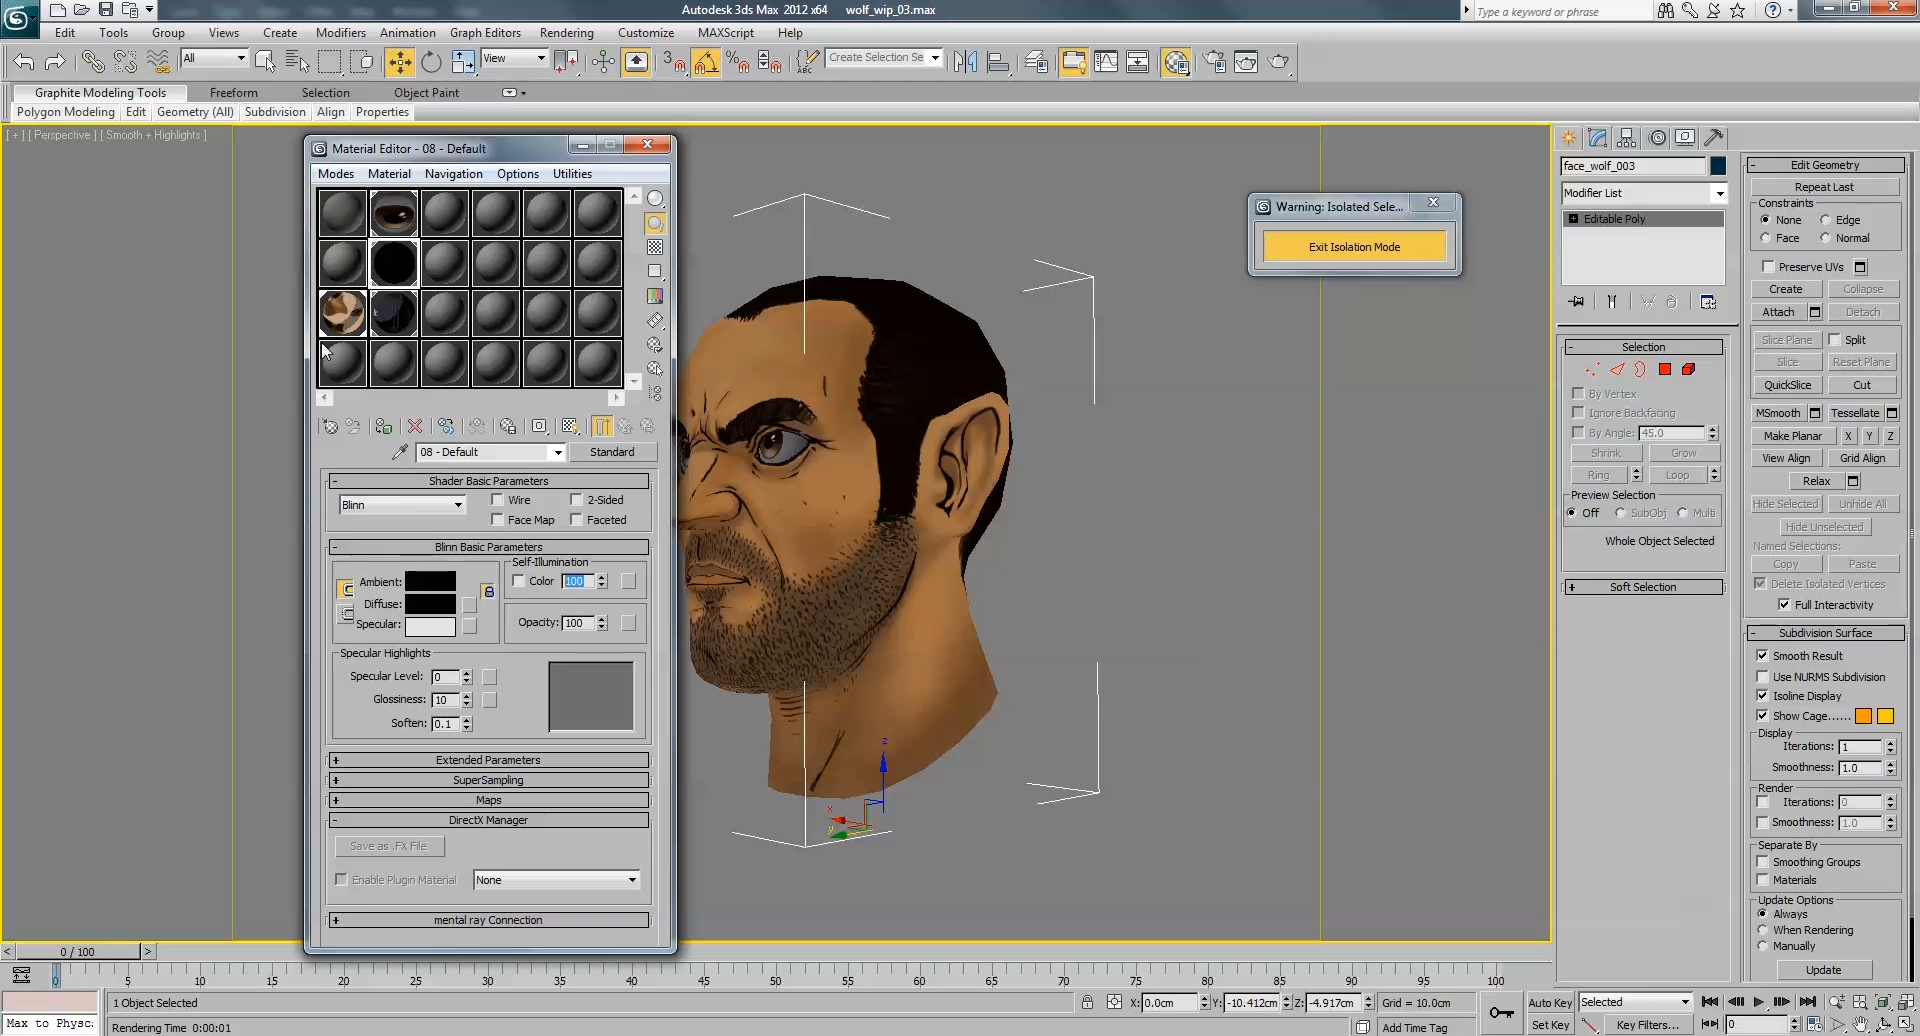 Autodesk 3ds Max 2012 x64 wolf_wip_03.max
Type a keyword or phrase
Edit Tools Group Views Create Modifiers Animation Graph Editors Rendering Customize MAXScript Help
All View 3 ABC Create Selection Se
Graphite Modeling Tools Freeform Selection Object Paint
Polygon Modeling Edit Geometry (All) Subdivision Align Properties
[ + ] [ Perspective ] [ Smooth + Highlights ]
Material Editor - 08 - Default
Modes Material Navigation Options Utilities
08 - Default Standard
- Shader Basic Parameters
Blinn Wire 2-Sided
Face Map Faceted
- Blinn Basic Parameters
Self-Illumination
Ambient: Color 100
Diffuse:
Specular: Opacity: 100
Specular Highlights
Specular Level: 0
Glossiness: 10
Soften: 0.1
+ Extended Parameters
+ SuperSampling
+ Maps
- DirectX Manager
Save as .FX File
Enable Plugin Material None
+ mental ray Connection
Warning: Isolated Sele...
Exit Isolation Mode
z
x
y
face_wolf_003
Modifier List
Editable Poly
- Selection
By Vertex
Ignore Backfacing
By Angle: 45.0
Shrink Grow
Ring Loop
Preview Selection
Off SubObj Multi
Whole Object Selected
+ Soft Selection
- Edit Geometry
Repeat Last
Constraints
None Edge
Face Normal
Preserve UVs
Create Collapse
Attach Detach
Slice Plane Split
Slice Reset Plane
QuickSlice Cut
MSmooth Tessellate
Make Planar X Y Z
View Align Grid Align
Relax
Hide Selected Unhide All
Hide Unselected
Named Selections:
Copy Paste
Delete Isolated Vertices
Full Interactivity
- Subdivision Surface
Smooth Result
Use NURMS Subdivision
Isoline Display
Show Cage......
Display
Iterations: 1
Smoothness: 1.0
Render
Iterations: 0
Smoothness: 1.0
Separate By
Smoothing Groups
Materials
Update Options
Always
When Rendering
Manually
Update
< 0 / 100 >
0 5 10 15 20 25 30 35 40 45 50 55 60 65 70 75 80 85 90 95 100
1 Object Selected X: 0.0cm Y: -10.412cm Z: -4.917cm Grid = 10.0cm Auto Key Selected
Max to Physc: Rendering Time 0:00:01 Add Time Tag Set Key Key Filters... 0